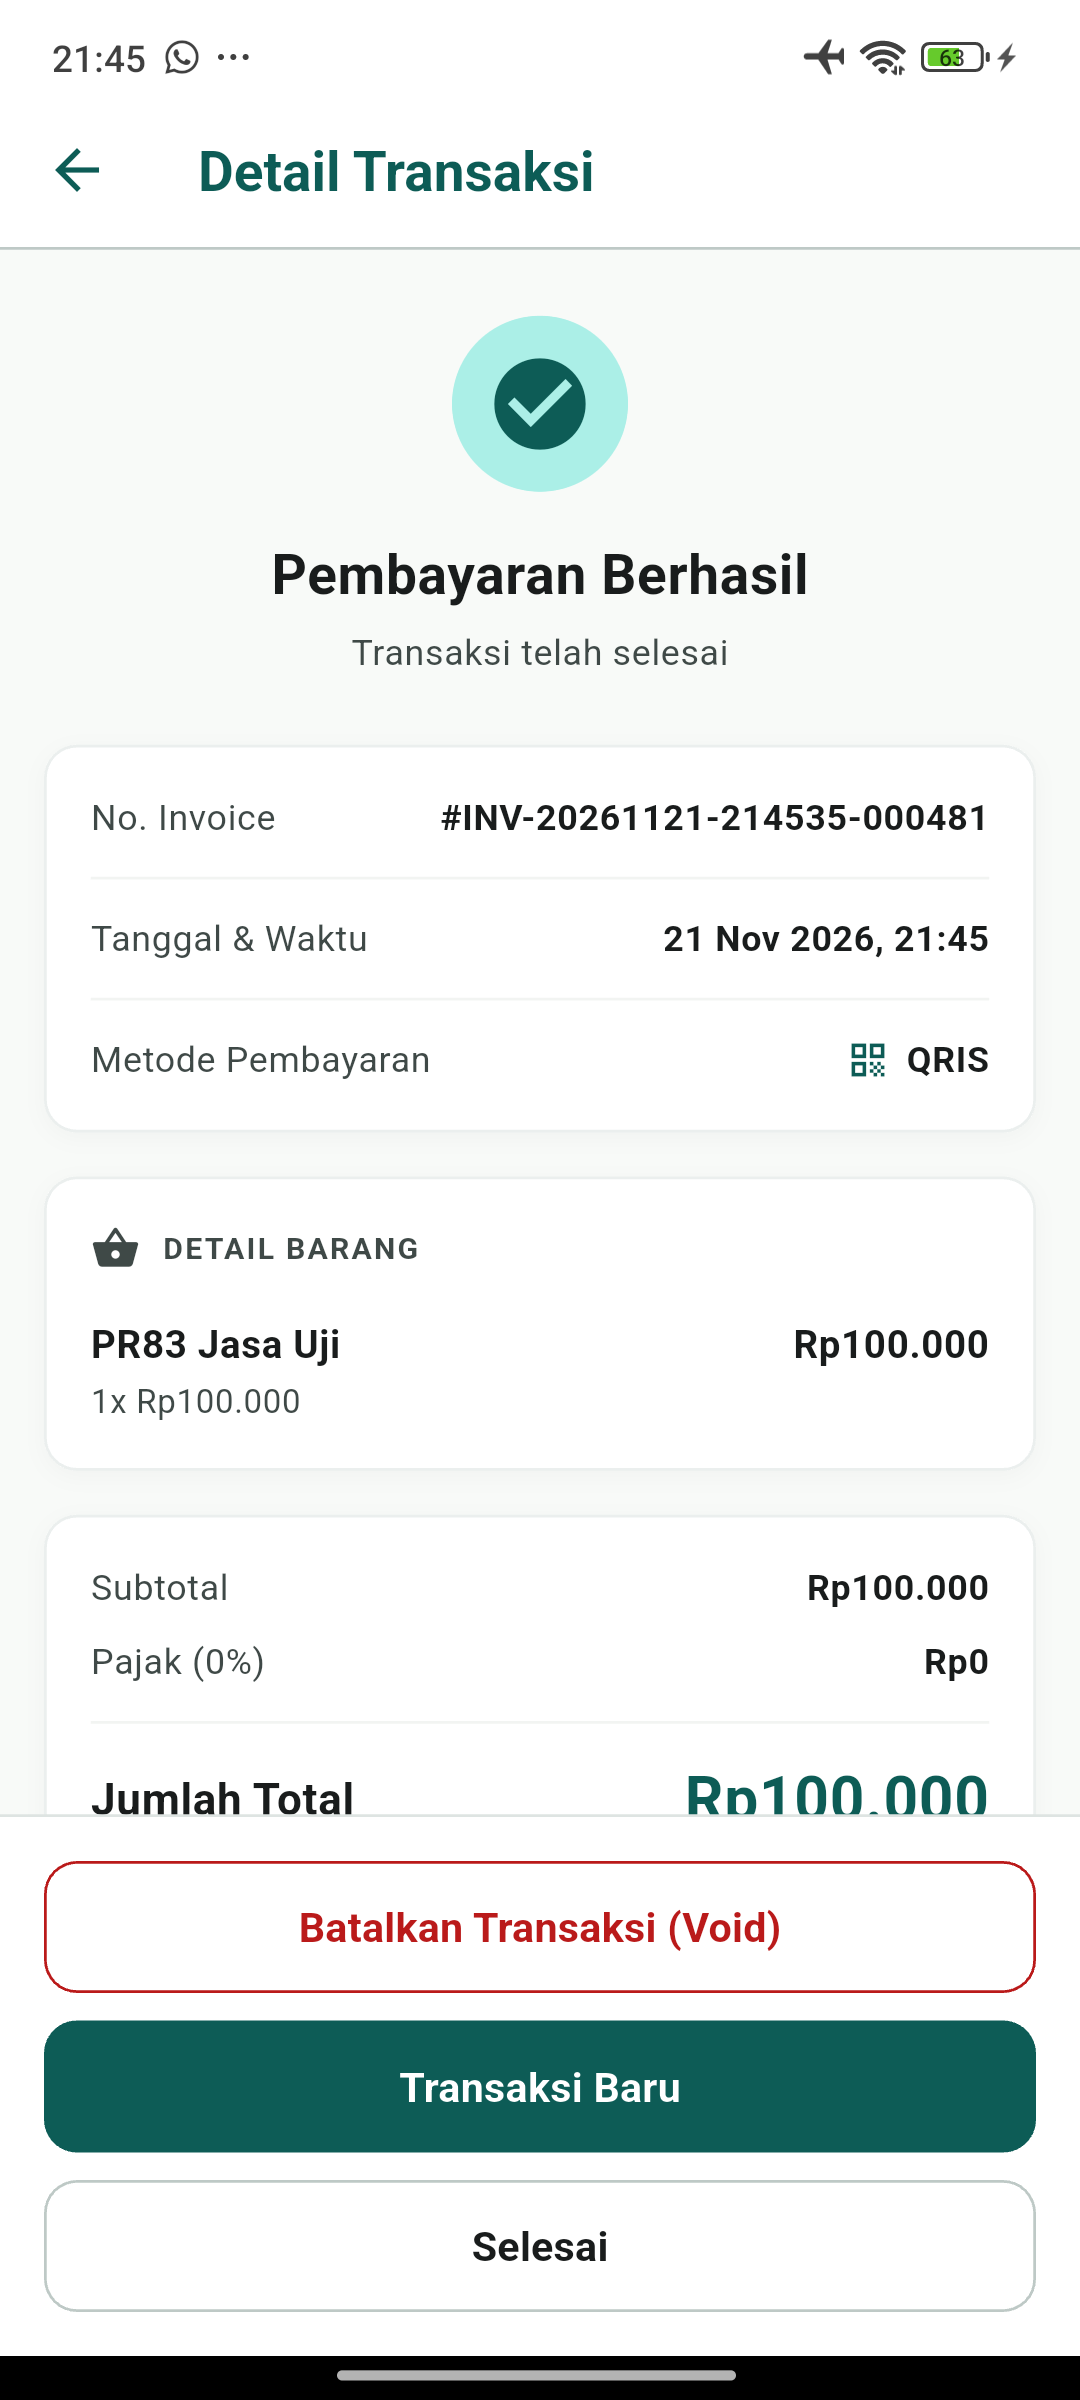 21:45
63
Detail Transaksi
Pembayaran Berhasil
Transaksi telah selesai
No. Invoice #INV-20261121-214535-000481
Tanggal & Waktu 21 Nov 2026, 21:45
Metode Pembayaran QRIS
DETAIL BARANG
PR83 Jasa Uji Rp100.000
1x Rp100.000
Subtotal Rp100.000
Pajak (0%) Rp0
Jumlah Total Rp100.000
Batalkan Transaksi (Void)
Transaksi Baru
Selesai